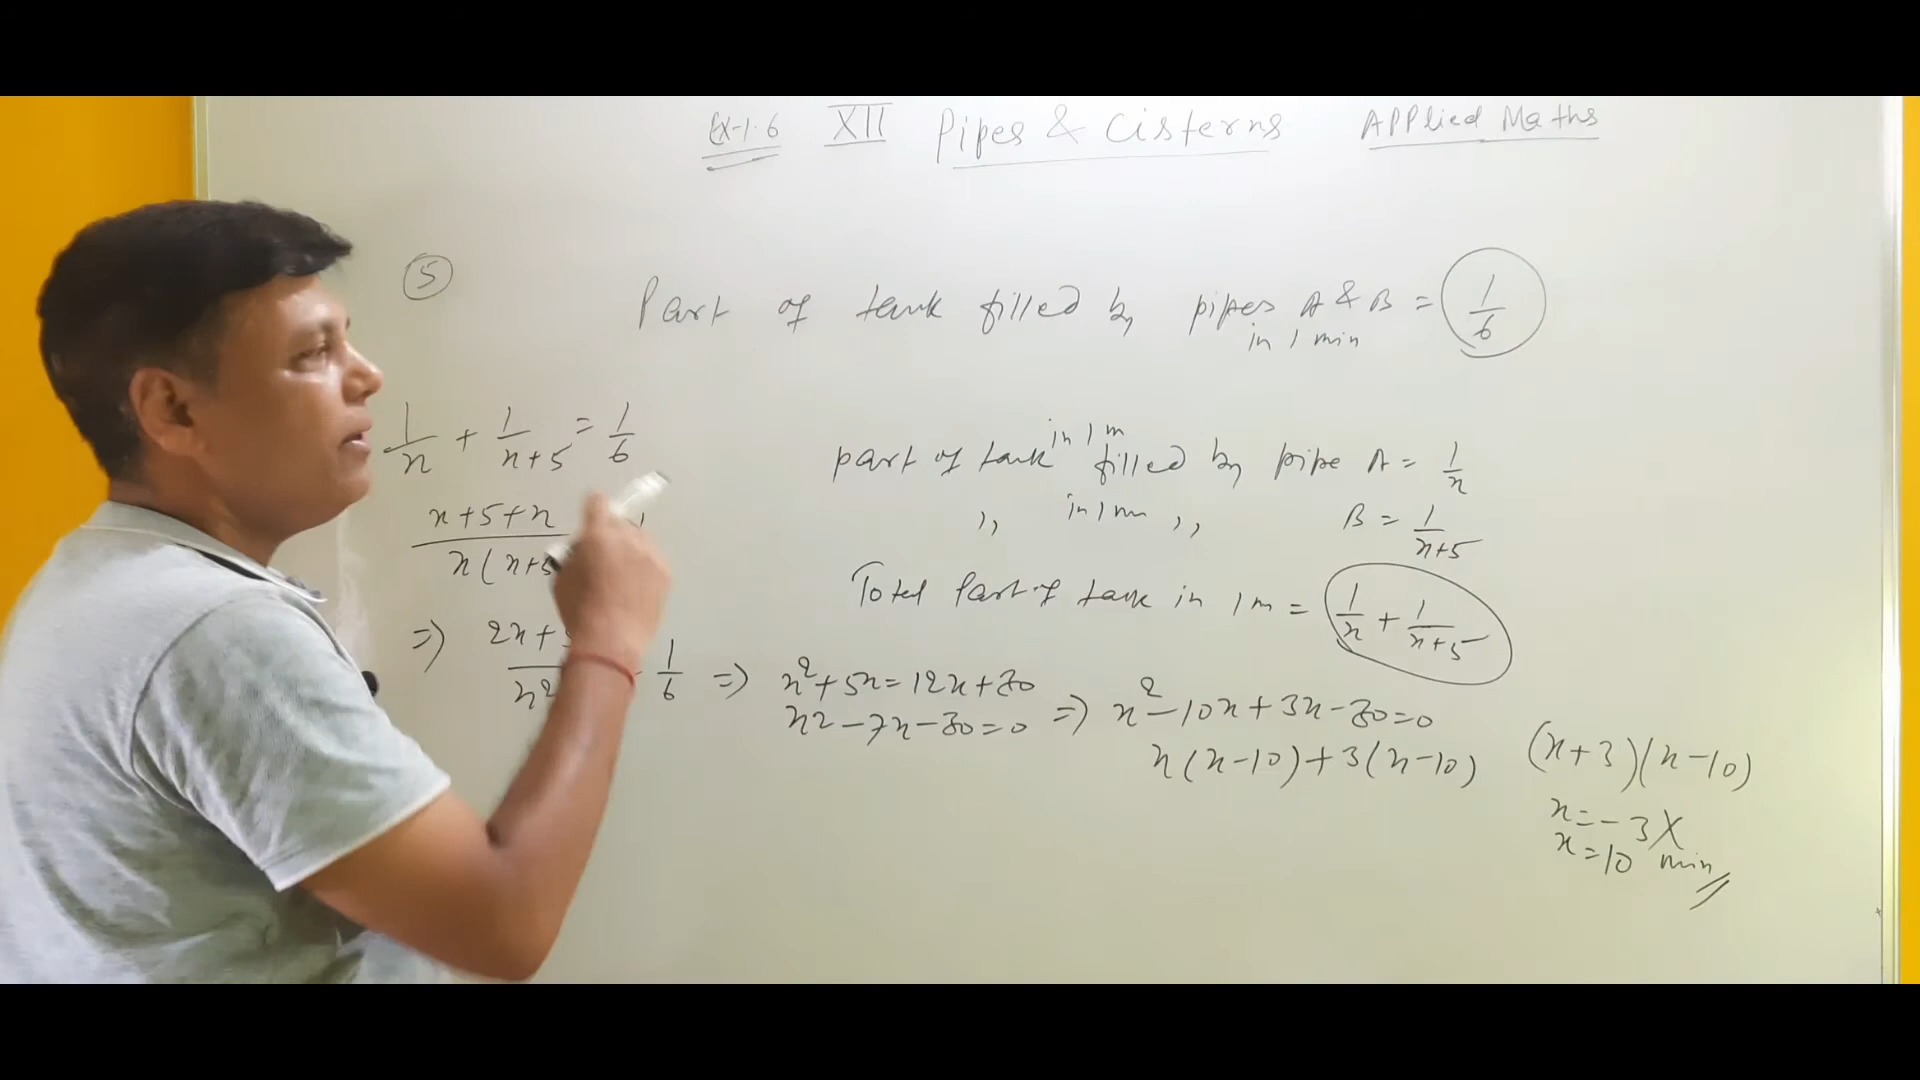 Ex-1.6 XII Pipes & Cisterns Applied Maths
5
Part of tank filled by pipes A & B = 1/6
in 1 min
1/x + 1/x+5 = 1/6
in 1 m
part of tank filled by pipe A = 1/x
x+5+x
x(x+5
,, in 1 min ,, B = 1/x+5
Total Part of tank in 1m = 1/x + 1/x+5
=> 2x+
x2
1/6 => x²+5x=12x+30
x2-7x-30=0 => x²-10x+3x-30=0
x(x-10)+3(x-10)
(x+3)(x-10)
x=-3 X
x=10 min